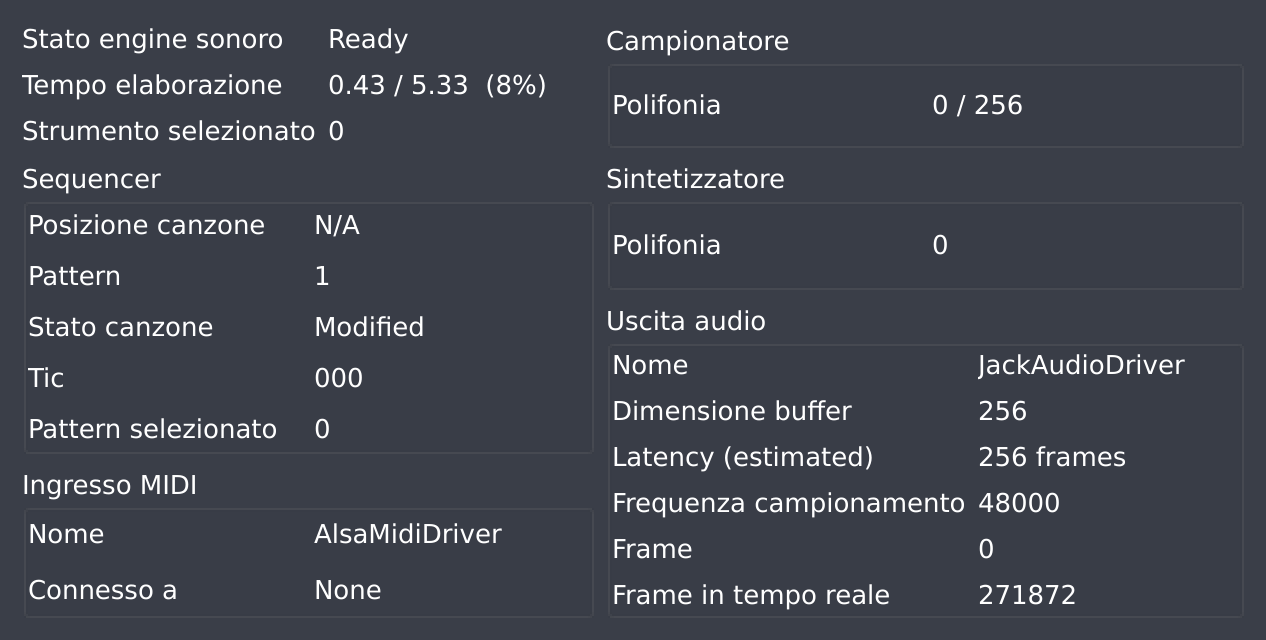 Stato engine sonoro Ready
Tempo elaborazione 0.43 / 5.33 (8%)
Strumento selezionato 0
Sequencer
Posizione canzone N/A
Pattern 1
Stato canzone Modified
Tic 000
Pattern selezionato 0
Ingresso MIDI
Nome AlsaMidiDriver
Connesso a None
Campionatore
Polifonia 0 / 256
Sintetizzatore
Polifonia 0
Uscita audio
Nome JackAudioDriver
Dimensione buffer 256
Latency (estimated) 256 frames
Frequenza campionamento 48000
Frame 0
Frame in tempo reale 271872